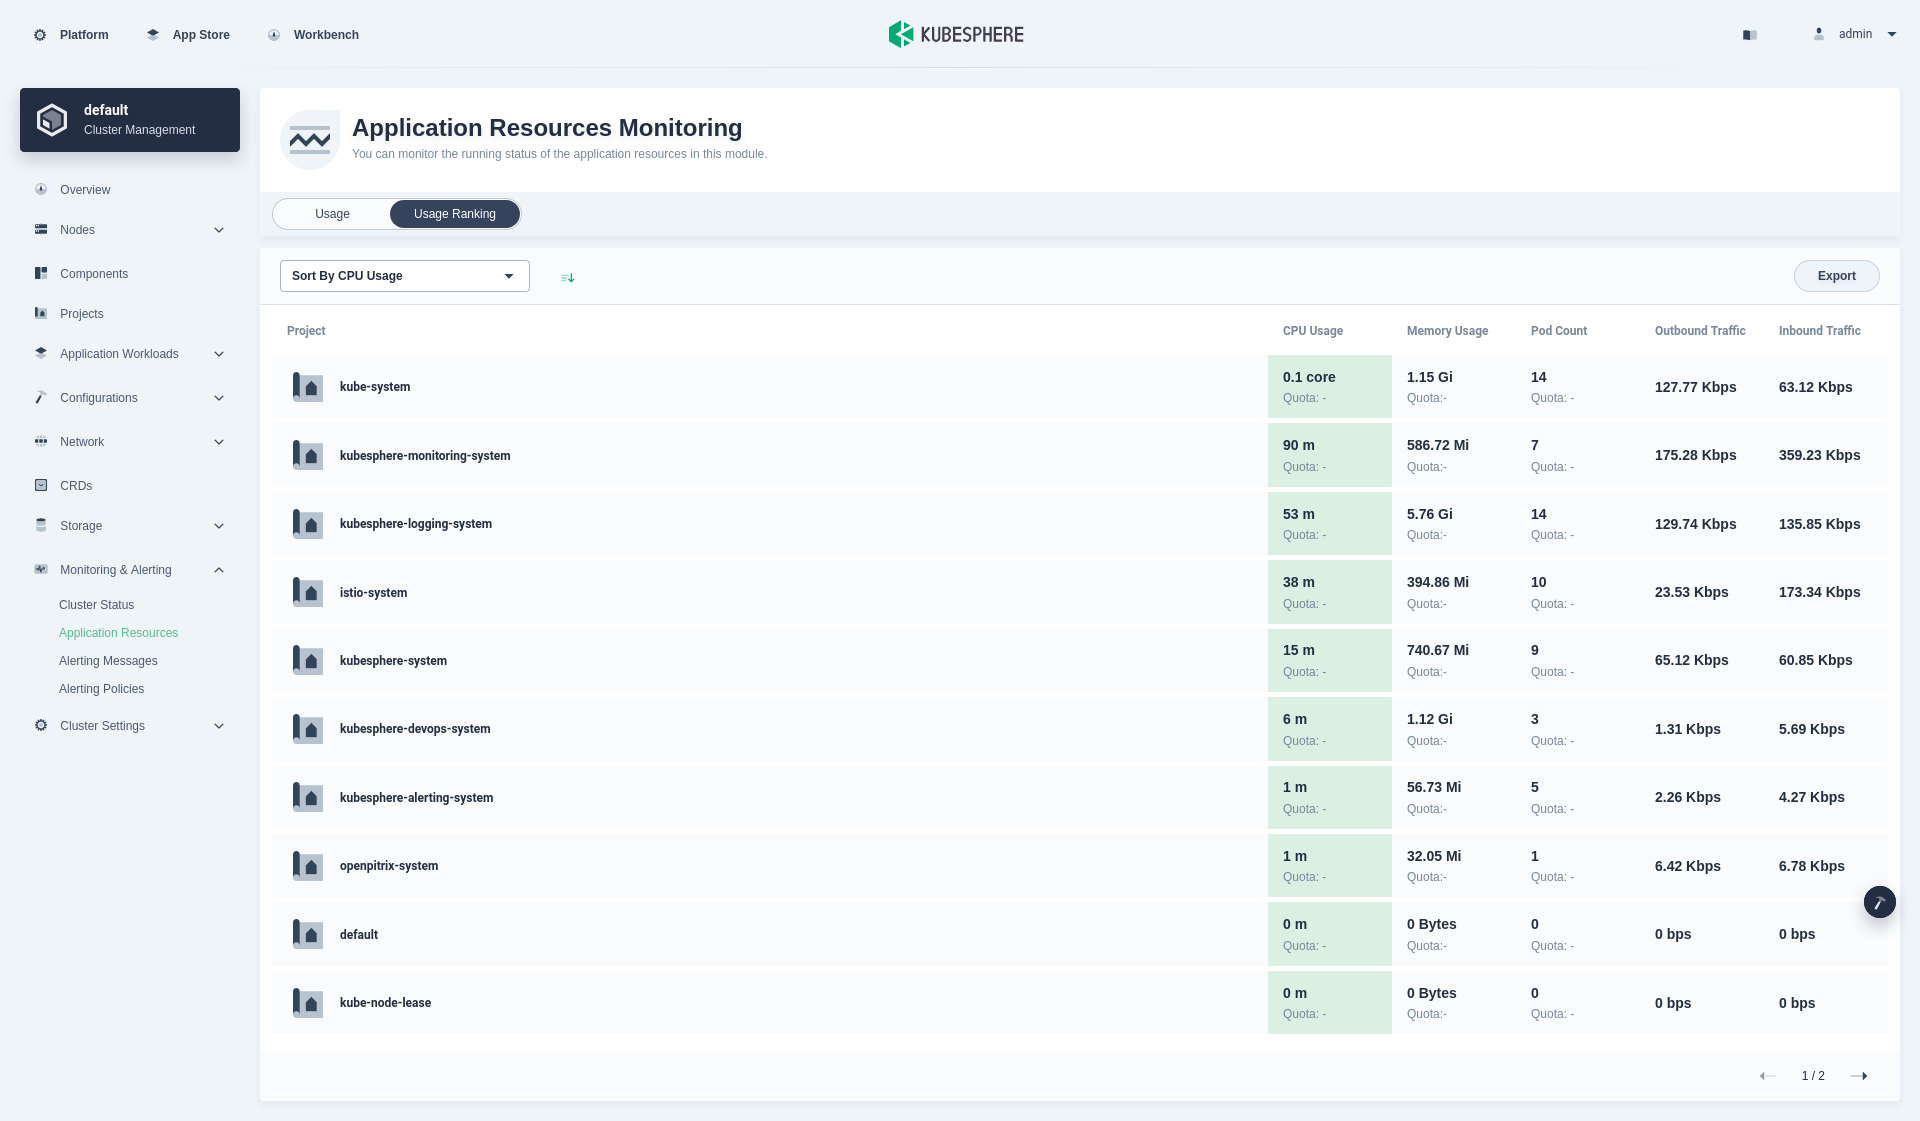 Platform
App Store
Workbench
KUBESPHERE
admin
default
Cluster Management
Overview
Nodes
Components
Projects
Application Workloads
Configurations
Network
CRDs
Storage
Monitoring & Alerting
Cluster Status
Application Resources
Alerting Messages
Alerting Policies
Cluster Settings
Application Resources Monitoring
You can monitor the running status of the application resources in this module.
Usage
Usage Ranking
Sort By CPU Usage
Export
Project CPU Usage Memory Usage Pod Count Outbound Traffic Inbound Traffic
kube-system 0.1 core 1.15 Gi 14 127.77 Kbps 63.12 Kbps
Quota: - Quota:- Quota: -
kubesphere-monitoring-system 90 m 586.72 Mi 7 175.28 Kbps 359.23 Kbps
Quota: - Quota:- Quota: -
kubesphere-logging-system 53 m 5.76 Gi 14 129.74 Kbps 135.85 Kbps
Quota: - Quota:- Quota: -
istio-system 38 m 394.86 Mi 10 23.53 Kbps 173.34 Kbps
Quota: - Quota:- Quota: -
kubesphere-system 15 m 740.67 Mi 9 65.12 Kbps 60.85 Kbps
Quota: - Quota:- Quota: -
kubesphere-devops-system 6 m 1.12 Gi 3 1.31 Kbps 5.69 Kbps
Quota: - Quota:- Quota: -
kubesphere-alerting-system 1 m 56.73 Mi 5 2.26 Kbps 4.27 Kbps
Quota: - Quota:- Quota: -
openpitrix-system 1 m 32.05 Mi 1 6.42 Kbps 6.78 Kbps
Quota: - Quota:- Quota: -
default 0 m 0 Bytes 0 0 bps 0 bps
Quota: - Quota:- Quota: -
kube-node-lease 0 m 0 Bytes 0 0 bps 0 bps
Quota: - Quota:- Quota: -
1 / 2